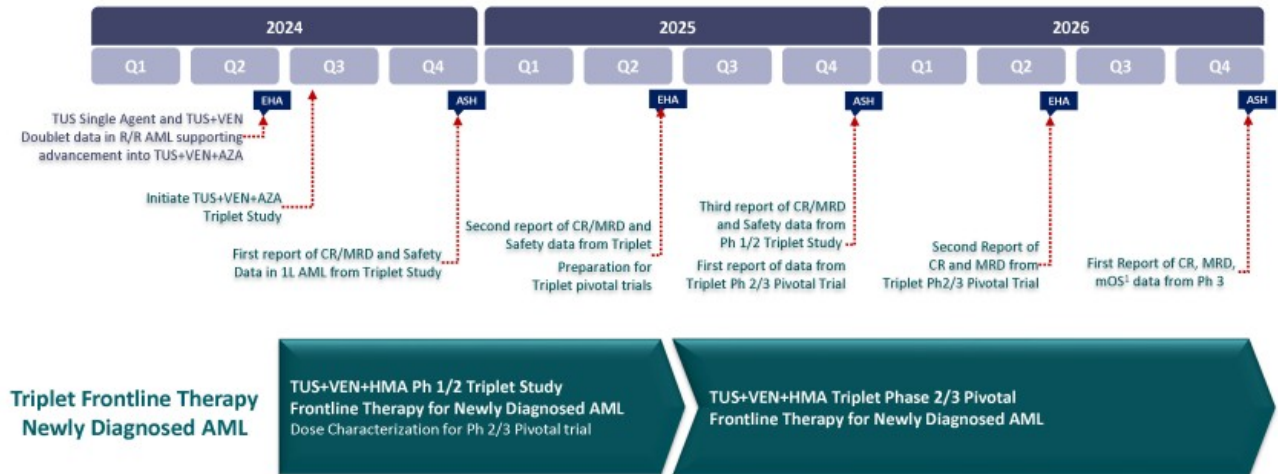 2024
2025
2026
Q1
Q2
Q3
Q4
Q1
Q2
Q3
Q4
Q1
Q2
Q3
Q4
EHA
ASH
EHA
ASH
EHA
ASH
TUS Single Agent and TUS+VEN
Doublet data in R/R AML supporting
advancement into TUS+VEN+AZA
Initiate TUS+VEN+AZA
Triplet Study
First report of CR/MRD and Safety
Data in 1L AML from Triplet Study
Second report of CR/MRD and
Safety data from Triplet
Preparation for
Triplet pivotal trials
Third report of CR/MRD
and Safety data from
Ph 1/2 Triplet Study
First report of data from
Triplet Ph 2/3 Pivotal Trial
Second Report of
CR and MRD from
Triplet Ph2/3 Pivotal Trial
First Report of CR, MRD,
mOS¹ data from Ph 3
Triplet Frontline Therapy
Newly Diagnosed AML
TUS+VEN+HMA Ph 1/2 Triplet Study
Frontline Therapy for Newly Diagnosed AML
Dose Characterization for Ph 2/3 Pivotal trial
TUS+VEN+HMA Triplet Phase 2/3 Pivotal
Frontline Therapy for Newly Diagnosed AML